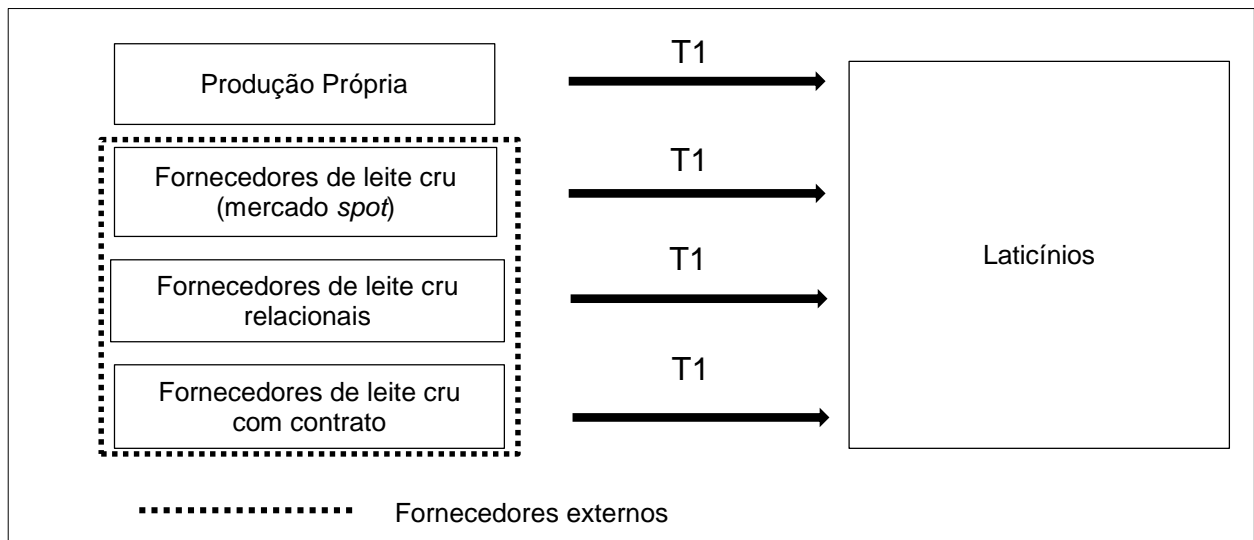 Produção Própria
T1
Fornecedores de leite cru
(mercado spot)
T1
Fornecedores de leite cru
relacionais
T1
Fornecedores de leite cru
com contrato
T1
Laticínios
Fornecedores externos